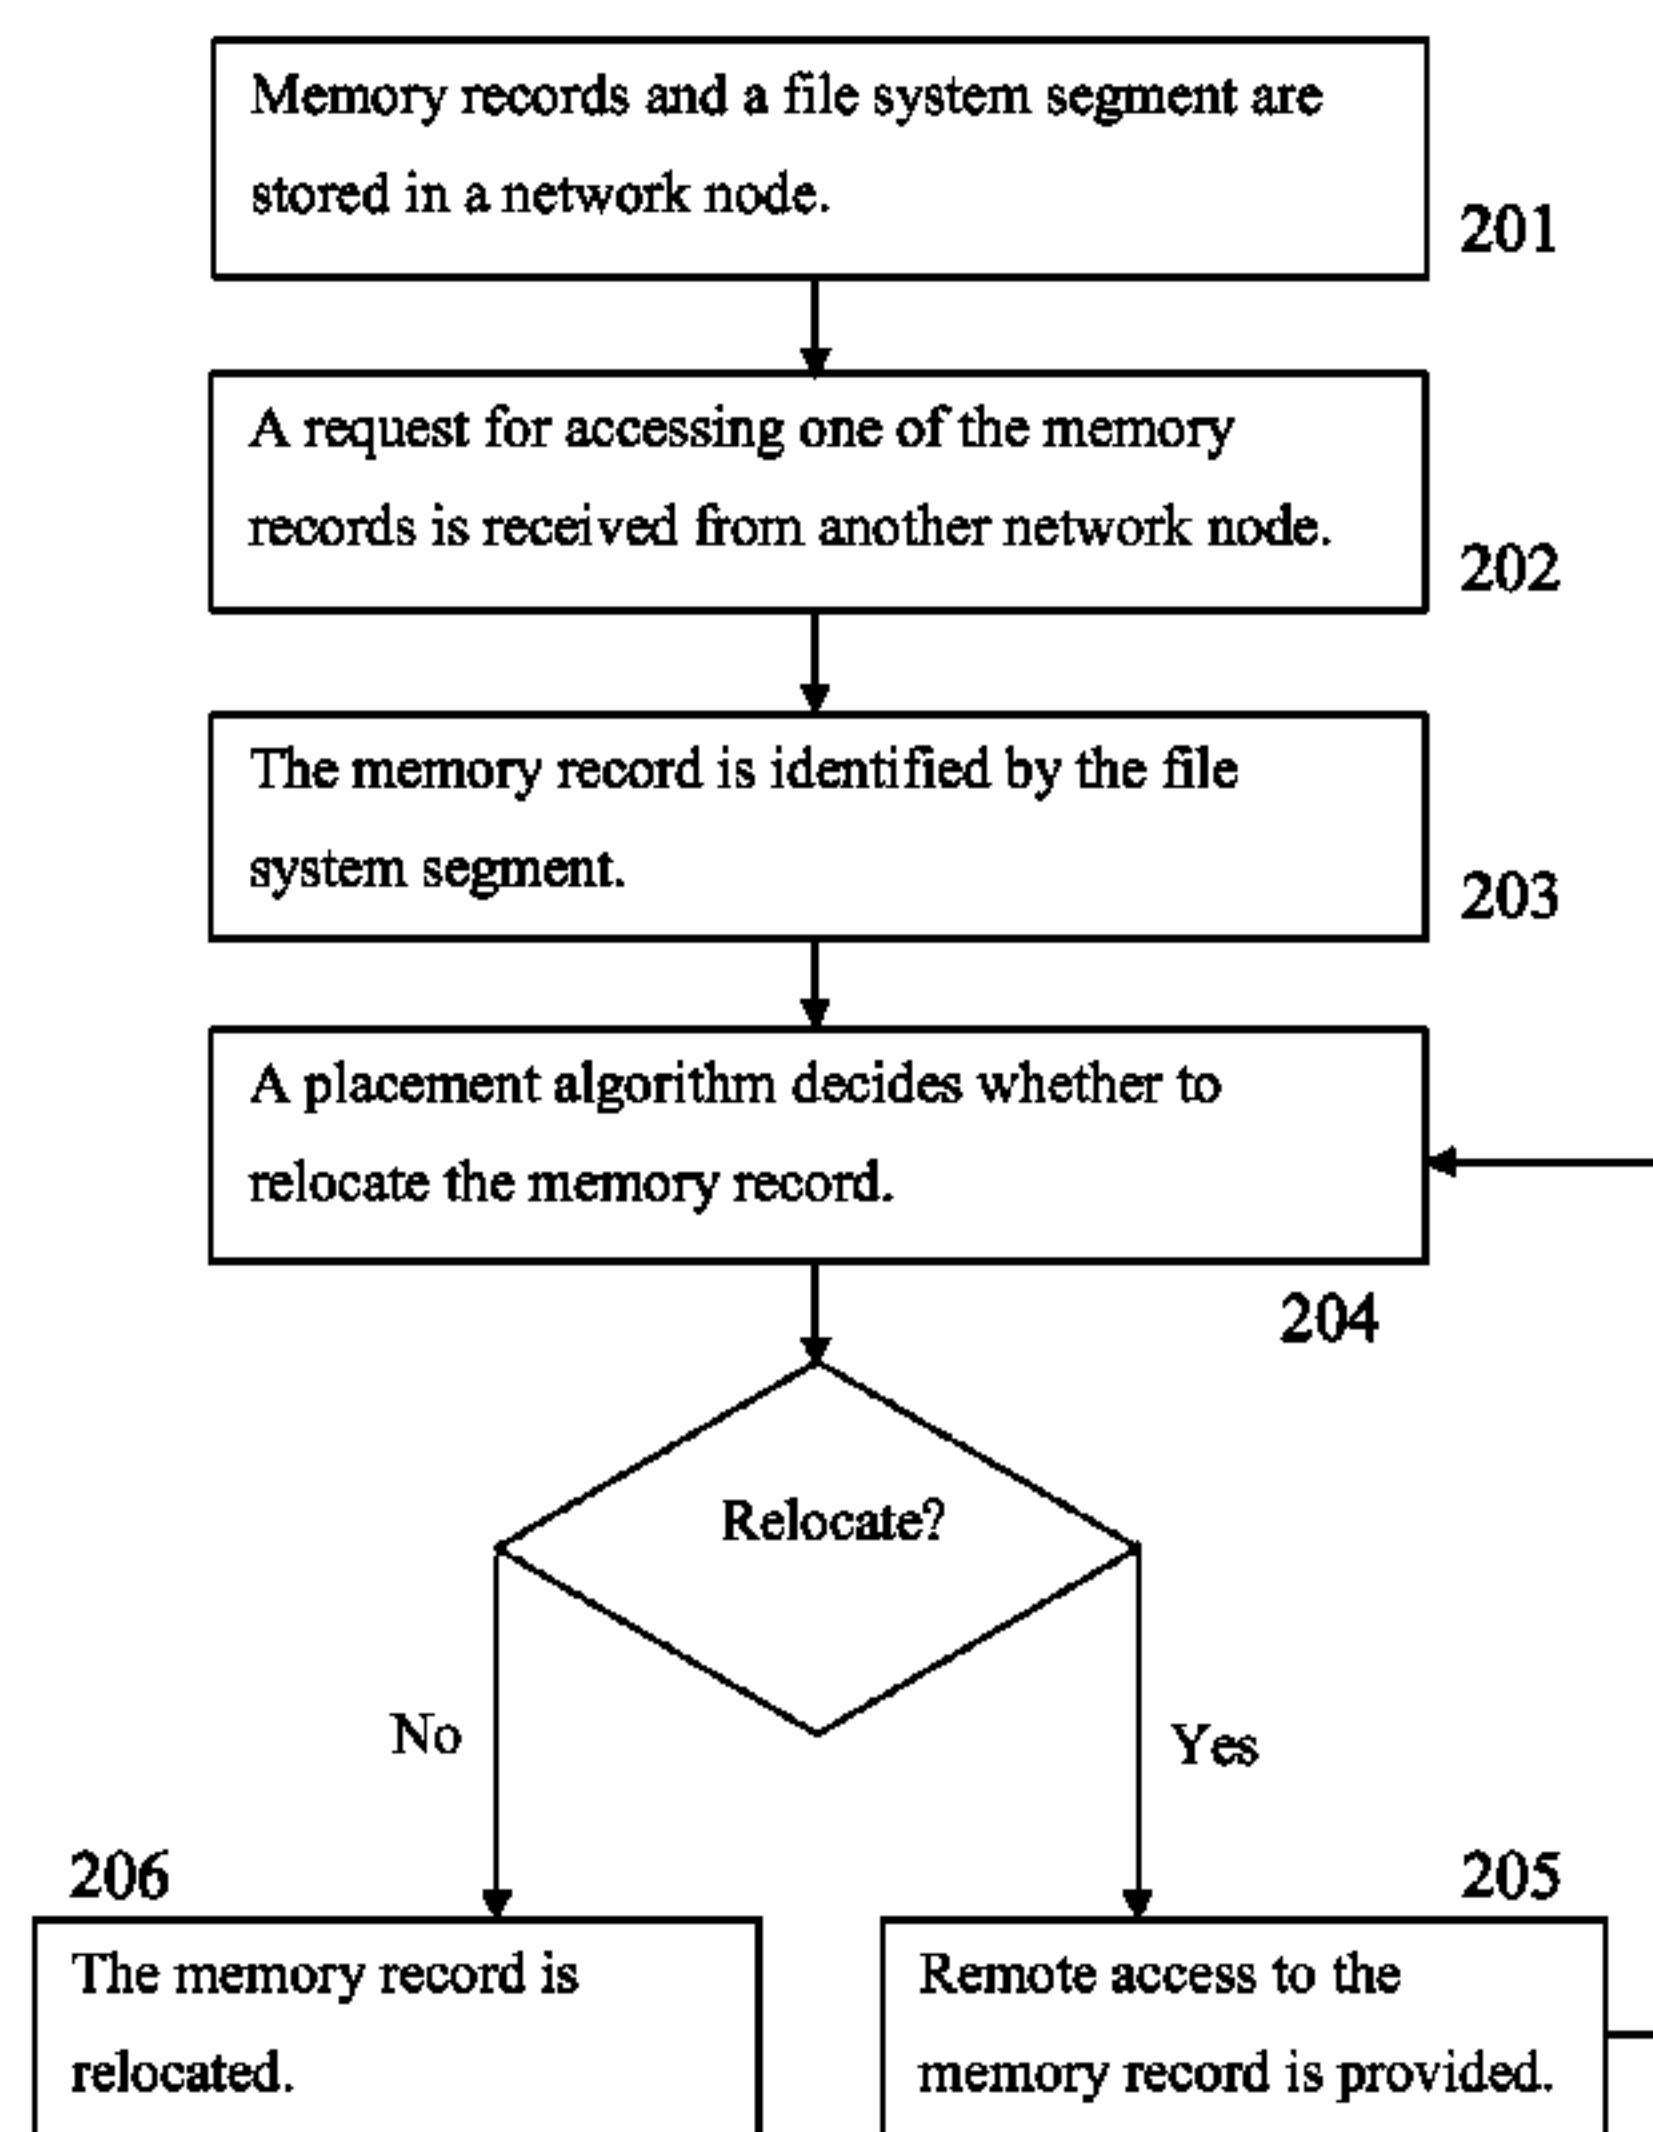 Memory records and a file system segment are
stored in a network node.
201
A request for accessing one of the memory
records is received from another network node.
202
The memory record is identified by the file
system segment.
203
A placement algorithm decides whether to
relocate the memory record.
204
Relocate?
No
Yes
206
205
The memory record is
relocated.
Remote access to the
memory record is provided.